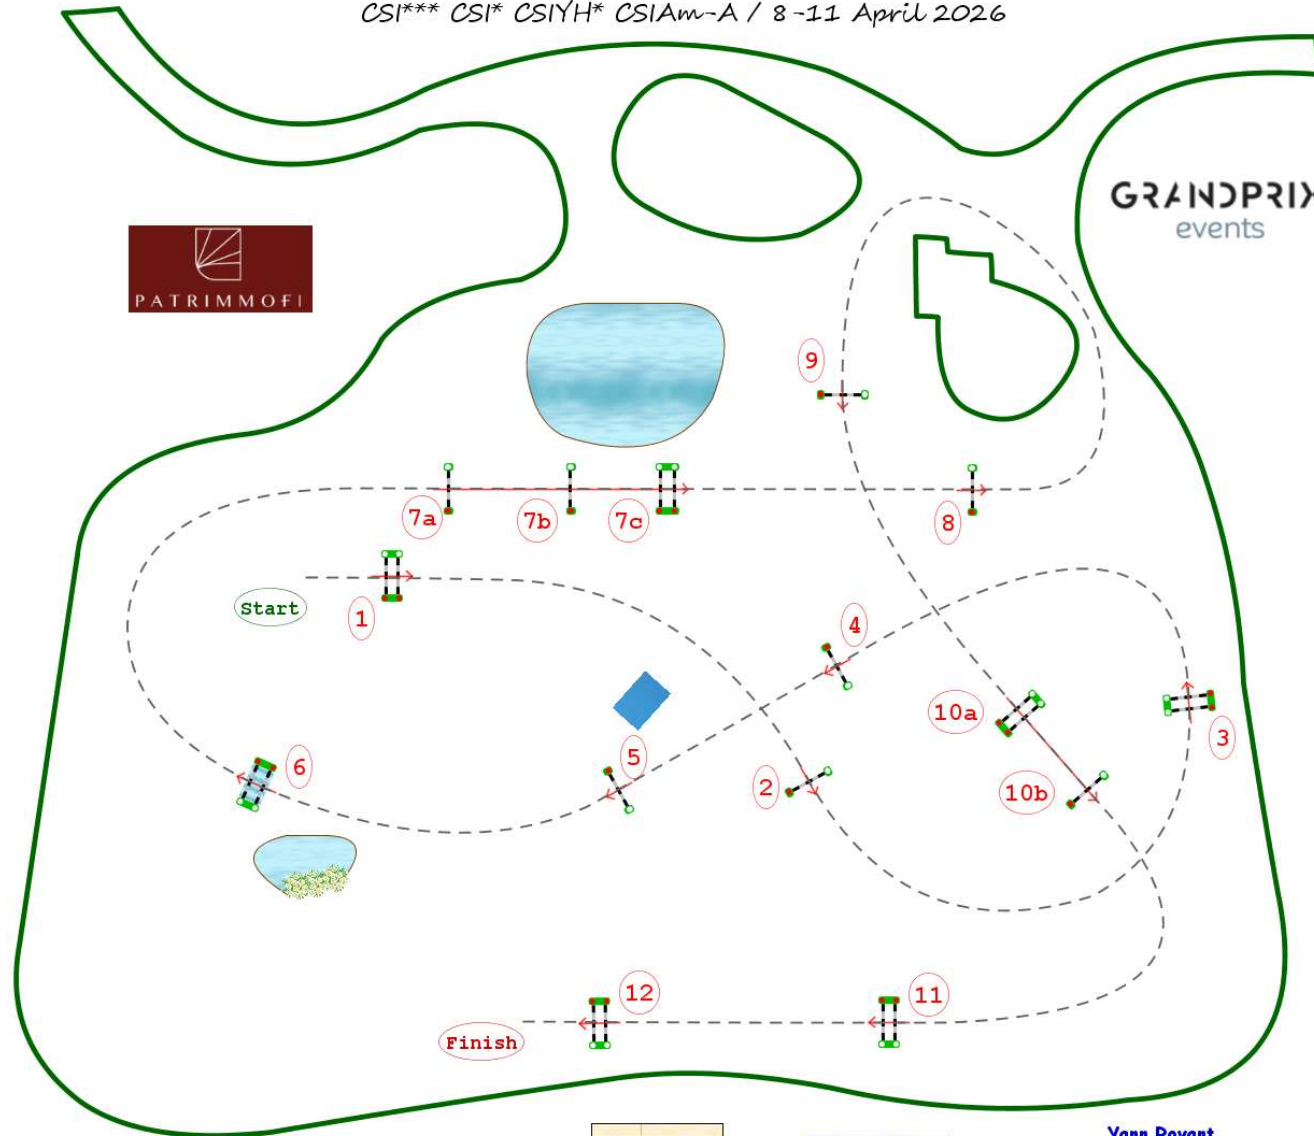 CSI*** CSI* CSIYH* CSIAm-A / 8-11 April 2026
GRANDPRIX
events
PATRIMMOFI
9
7a
7b
7c
8
Start
1
4
10a
3
5
6
2
10b
12
11
Finish